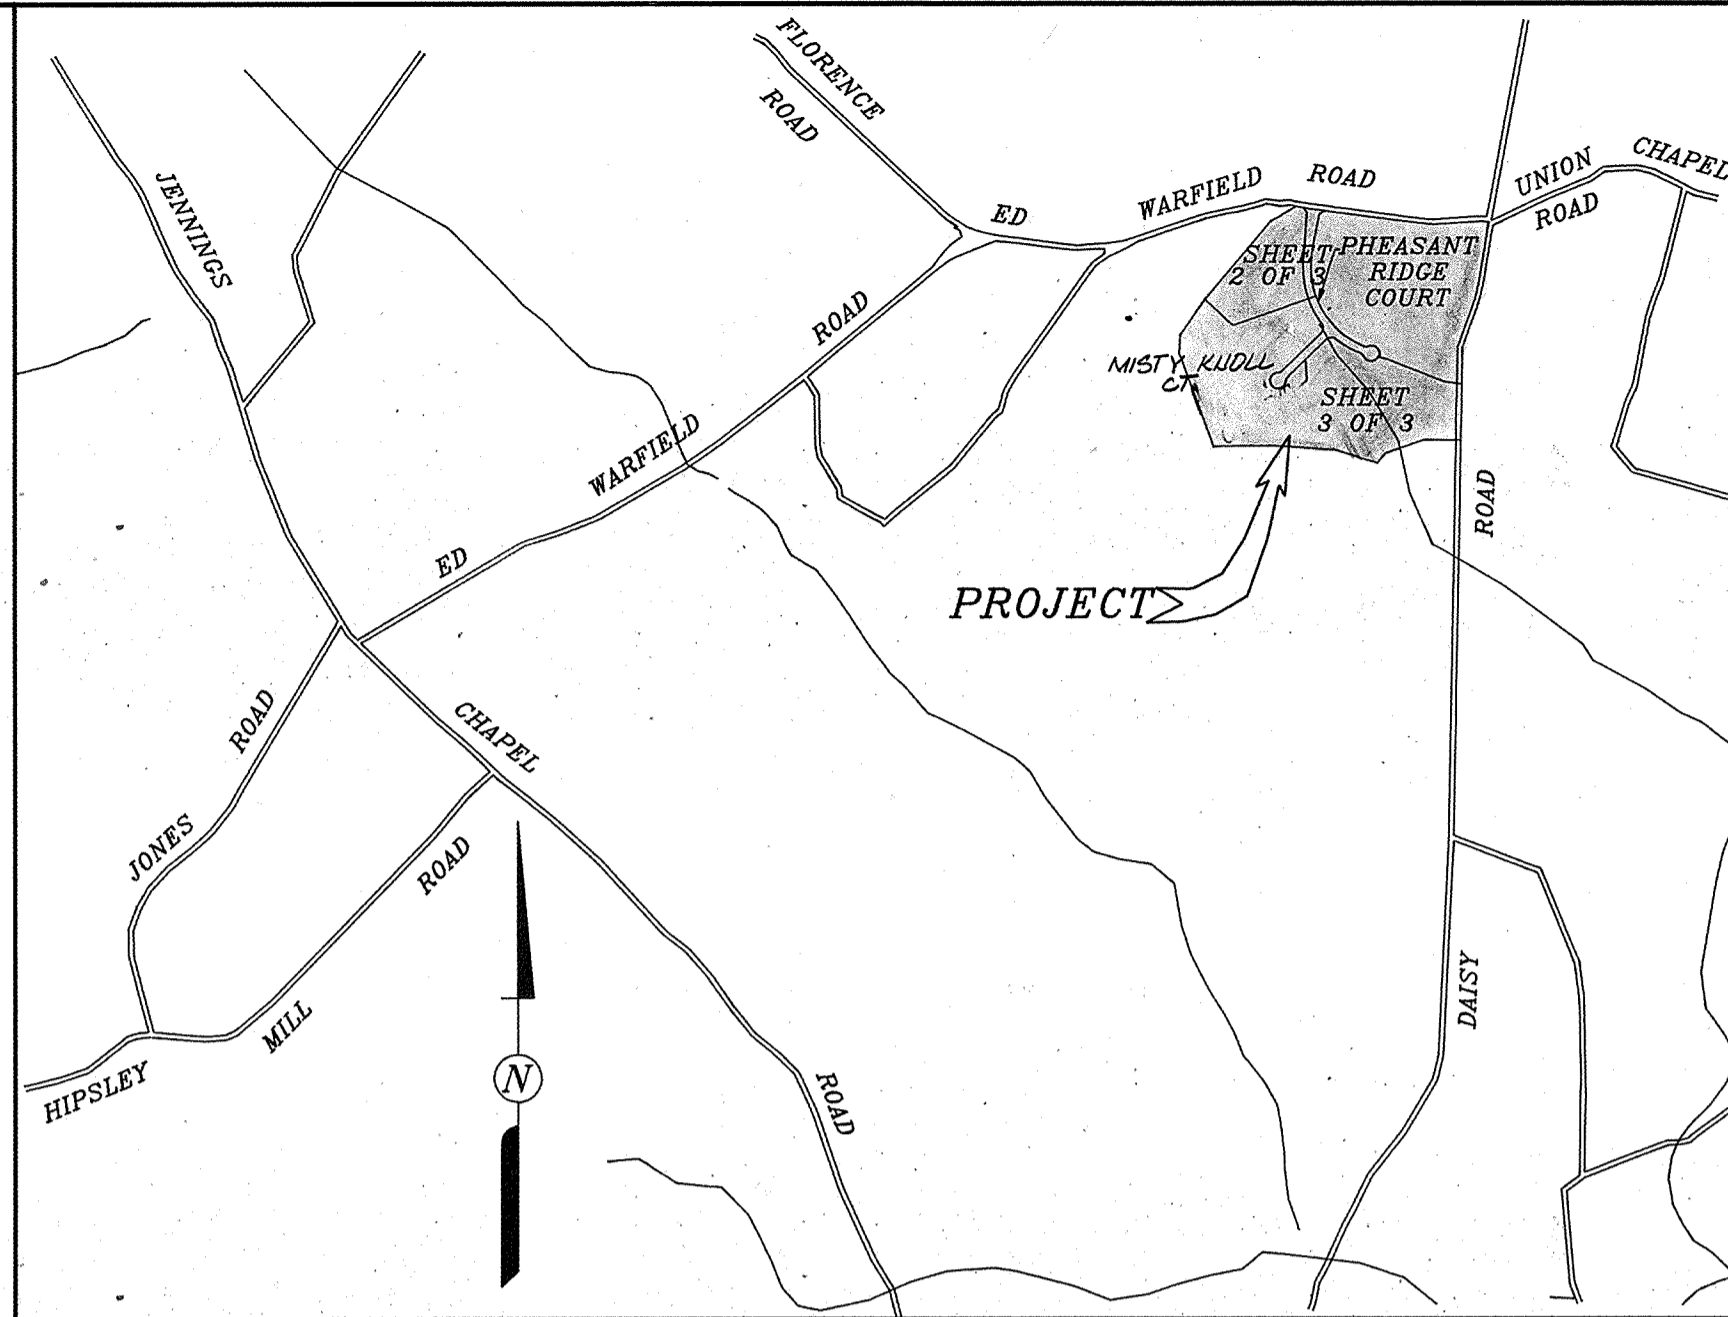 FLORENCE
ROAD
JENNINGS
ED
WARFIELD
ROAD
UNION
CHAPEL
ROAD
SHEET
2 OF 3
PHEASANT
RIDGE
COURT
MISTY KNOLL
CT
SHEET
3 OF 3
ROAD
WARFIELD
ED
ROAD
PROJECT
CHAPEL
ROAD
JONES
ROAD
MILL
HIPSLEY
N
DAISY
ROAD